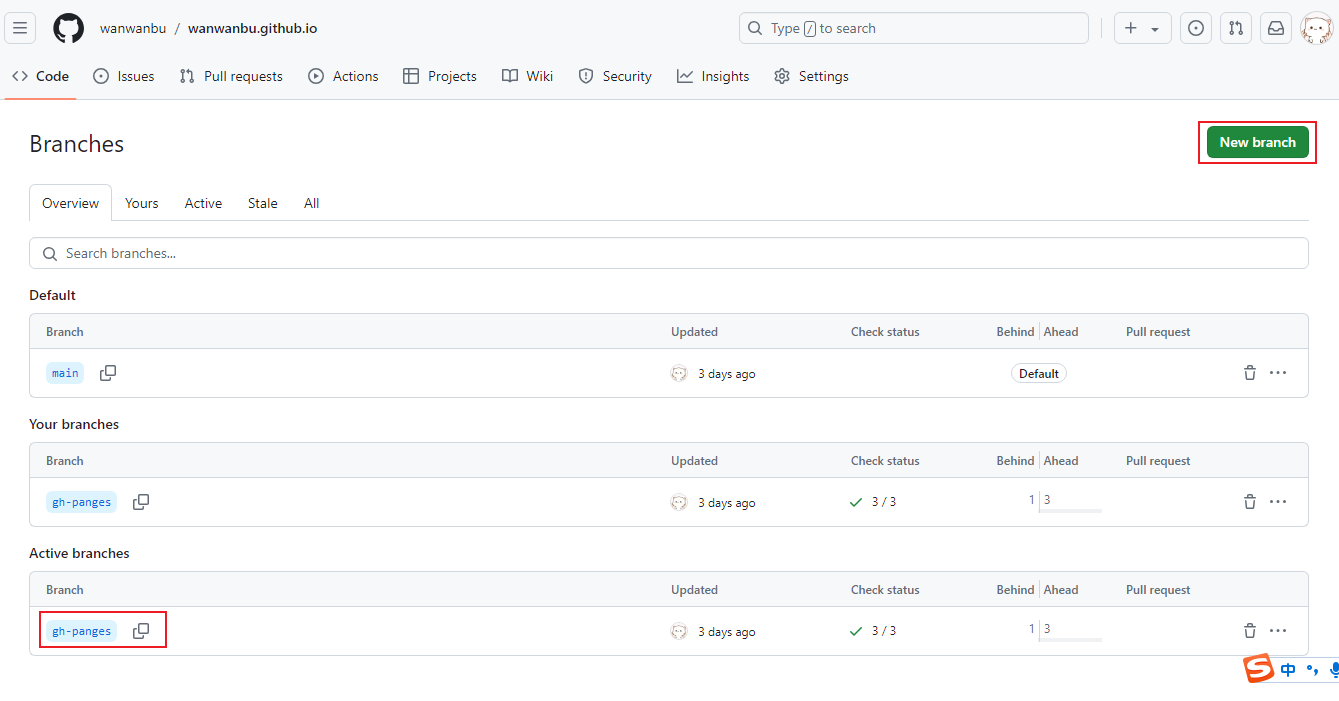 wanwanbu / wanwanbu.github.io
Type / to search
Code Issues Pull requests Actions Projects Wiki Security Insights Settings
Branches
New branch
Overview Yours Active Stale All
Search branches...
Default
Branch Updated Check status Behind Ahead Pull request
main 3 days ago Default
Your branches
Branch Updated Check status Behind Ahead Pull request
gh-panges 3 days ago 3 / 3 1 3
Active branches
Branch Updated Check status Behind Ahead Pull request
gh-panges 3 days ago 3 / 3 1 3
S 中 °,